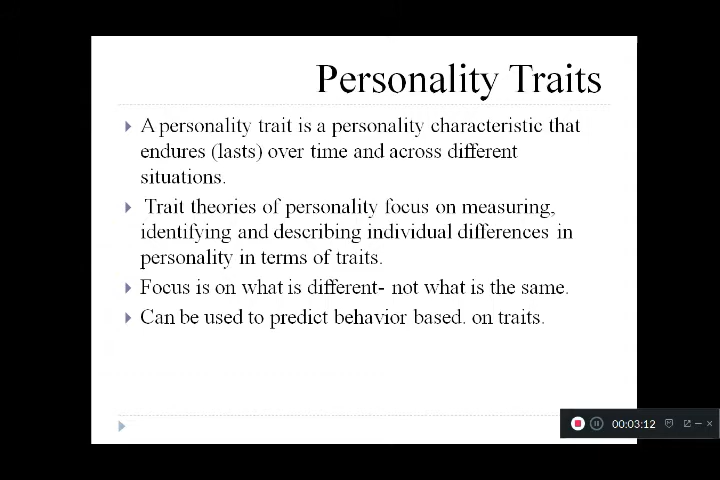 Personality Traits
A personality trait is a personality characteristic that
endures (lasts) over time and across different
situations.
Trait theories of personality focus on measuring,
identifying and describing individual differences in
personality in terms of traits.
Focus is on what is different- not what is the same.
Can be used to predict behavior based. on traits.
00:03:12